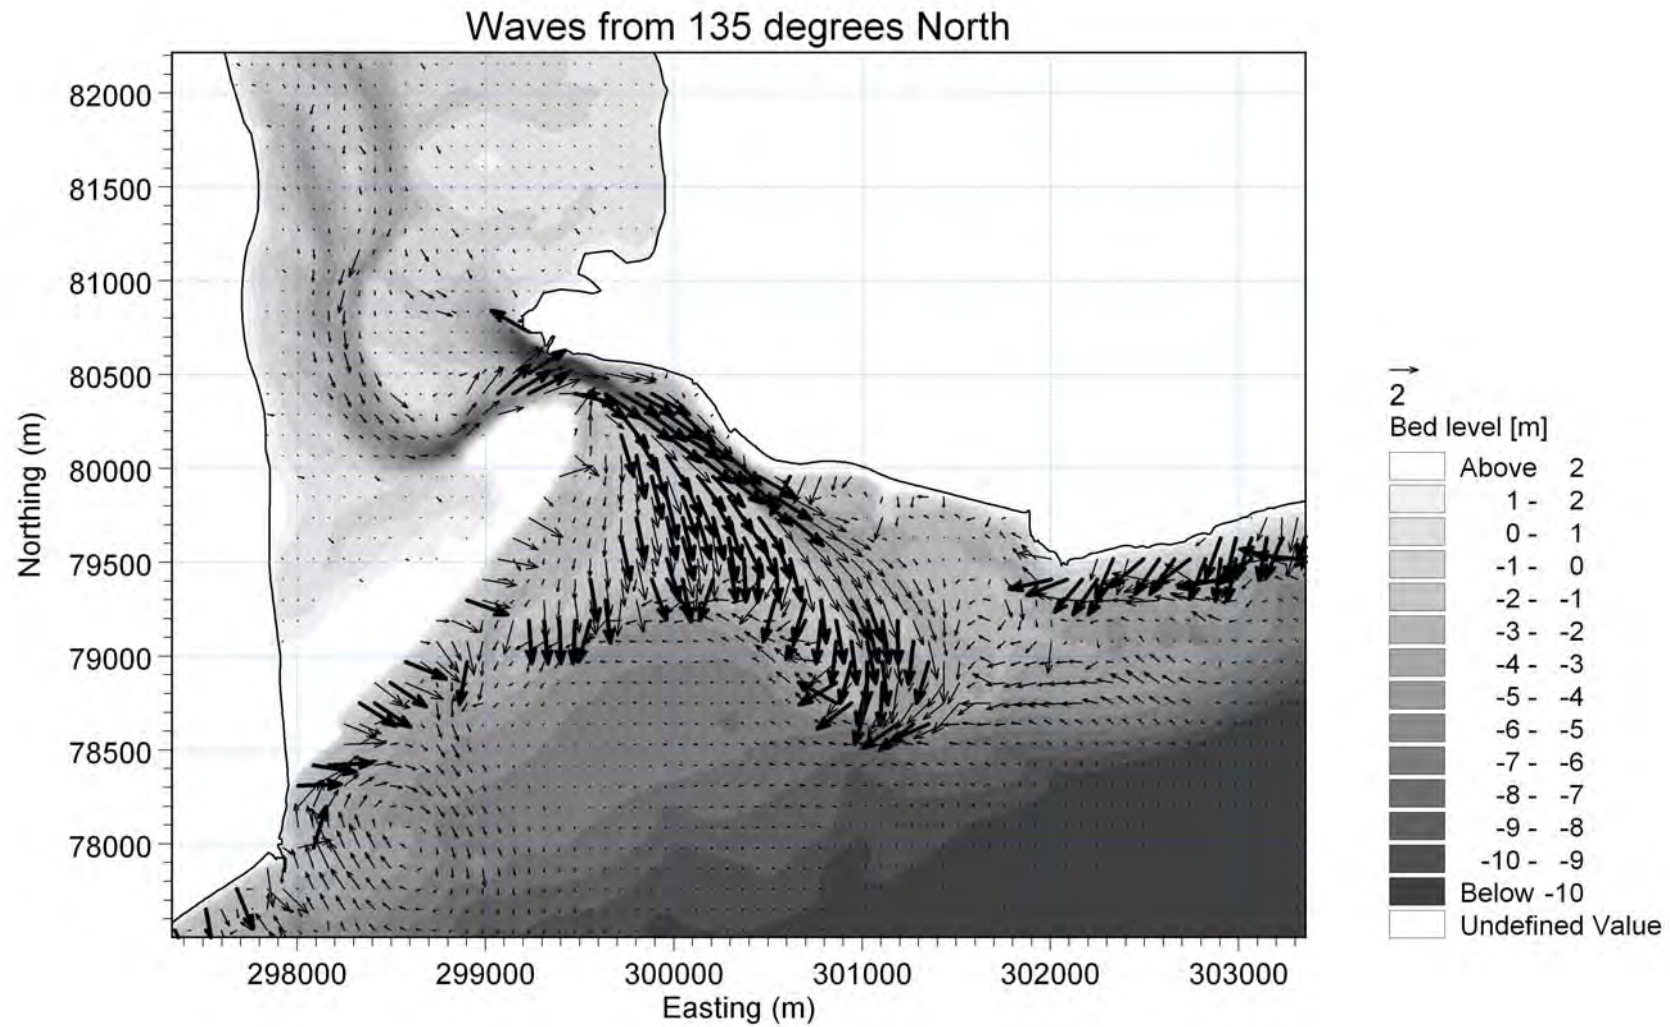 Waves from 135 degrees North
82000
81500
81000
80500
80000
79500
79000
78500
78000
Northing (m)
298000 299000 300000 301000 302000 303000
Easting (m)
2
Bed level [m]
Above 2
1 - 2
0 - 1
-1 - 0
-2 - -1
-3 - -2
-4 - -3
-5 - -4
-6 - -5
-7 - -6
-8 - -7
-9 - -8
-10 - -9
Below -10
Undefined Value